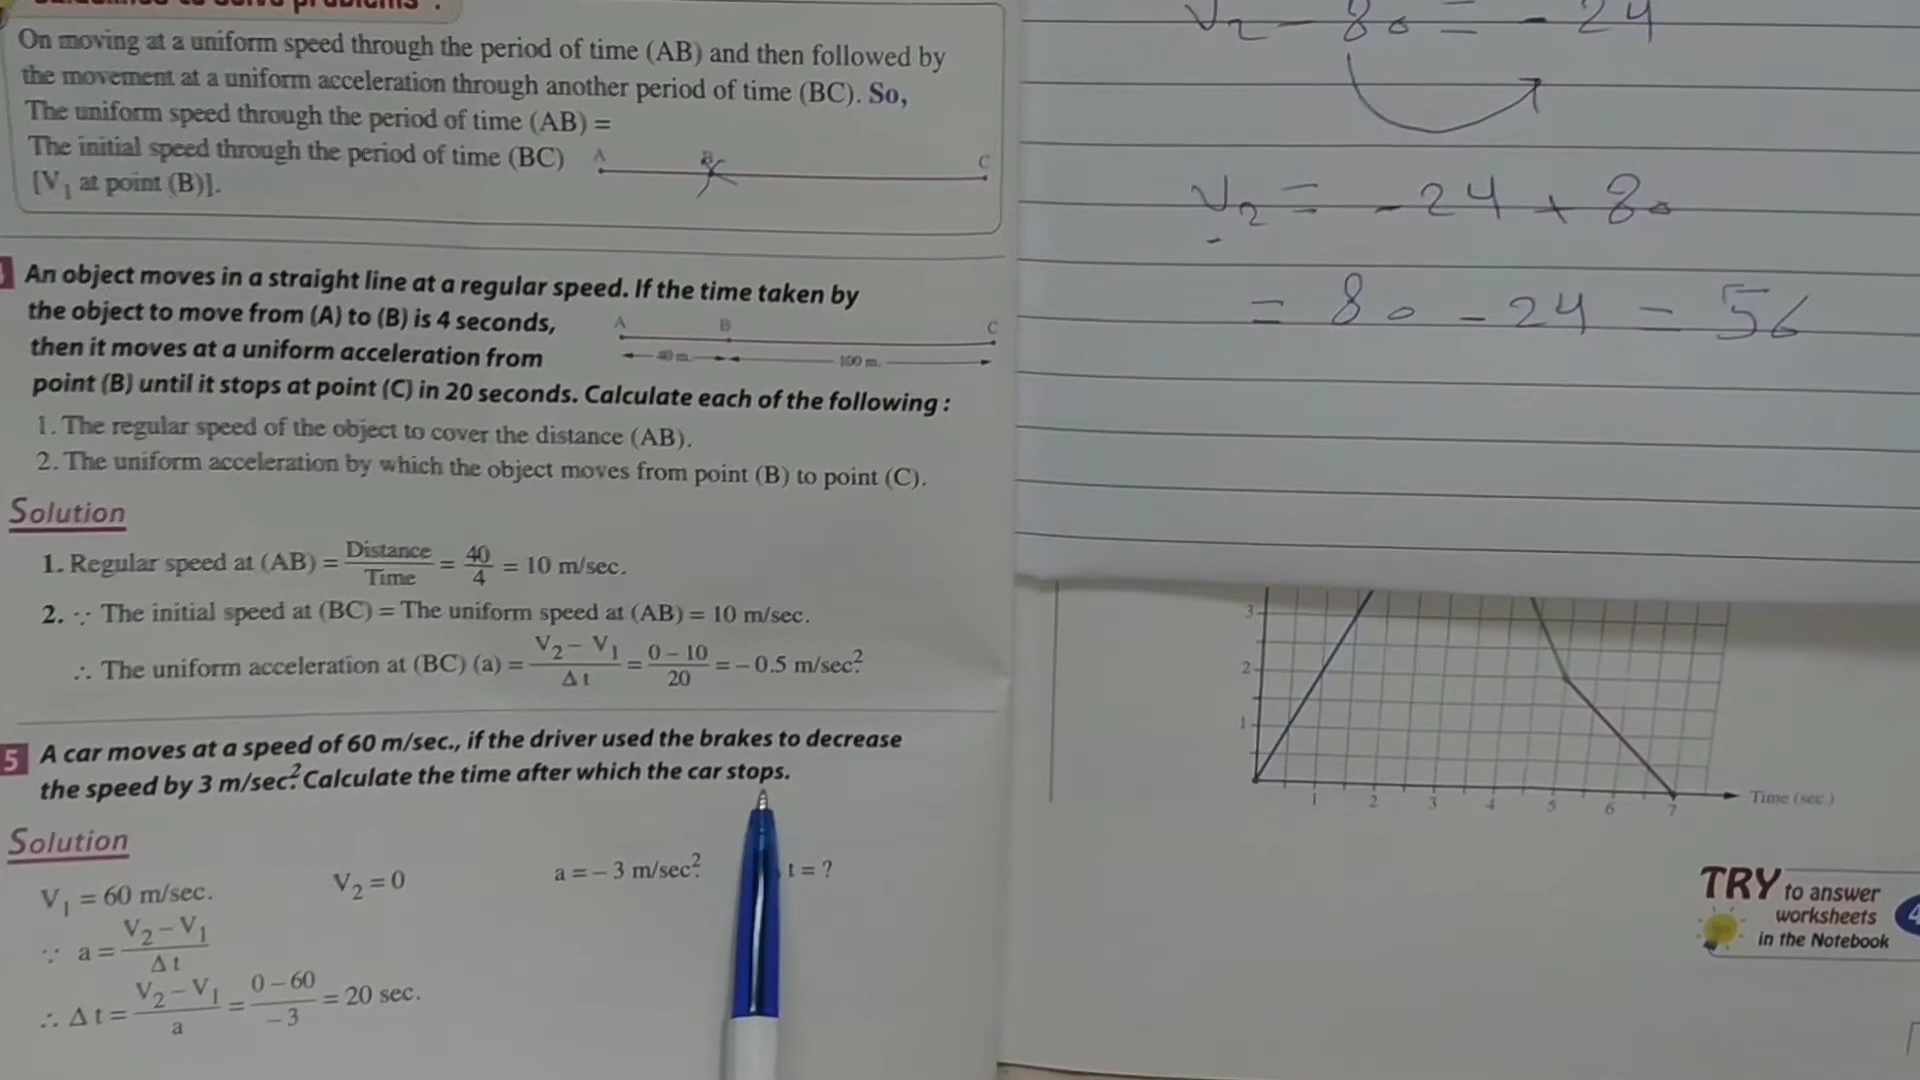 Guidelines to solve problems :
On moving at a uniform speed through the period of time (AB) and then followed by
the movement at a uniform acceleration through another period of time (BC). So,
The uniform speed through the period of time (AB) =
The initial speed through the period of time (BC)
[V₁ at point (B)].
A B C
An object moves in a straight line at a regular speed. If the time taken by
the object to move from (A) to (B) is 4 seconds,
then it moves at a uniform acceleration from
point (B) until it stops at point (C) in 20 seconds. Calculate each of the following :
A B C
40 m. 100 m.
1. The regular speed of the object to cover the distance (AB).
2. The uniform acceleration by which the object moves from point (B) to point (C).
Solution
1. Regular speed at (AB) = Distance / Time = 40 / 4 = 10 m/sec.
2. ∵ The initial speed at (BC) = The uniform speed at (AB) = 10 m/sec.
∴ The uniform acceleration at (BC) (a) = V₂ – V₁ / Δt = 0 – 10 / 20 = – 0.5 m/sec².
5 A car moves at a speed of 60 m/sec., if the driver used the brakes to decrease
the speed by 3 m/sec². Calculate the time after which the car stops.
Solution
V₁ = 60 m/sec. V₂ = 0 a = – 3 m/sec². t = ?
∵ a = V₂ – V₁ / Δt
∴ Δt = V₂ – V₁ / a = 0 – 60 / – 3 = 20 sec.
V₂ – 80 = – 24
V₂ = – 24 + 80
= 80 – 24 = 56
3
2
1
1 2 3 4 5 6 7 Time (sec.)
TRY to answer
worksheets
in the Notebook
4